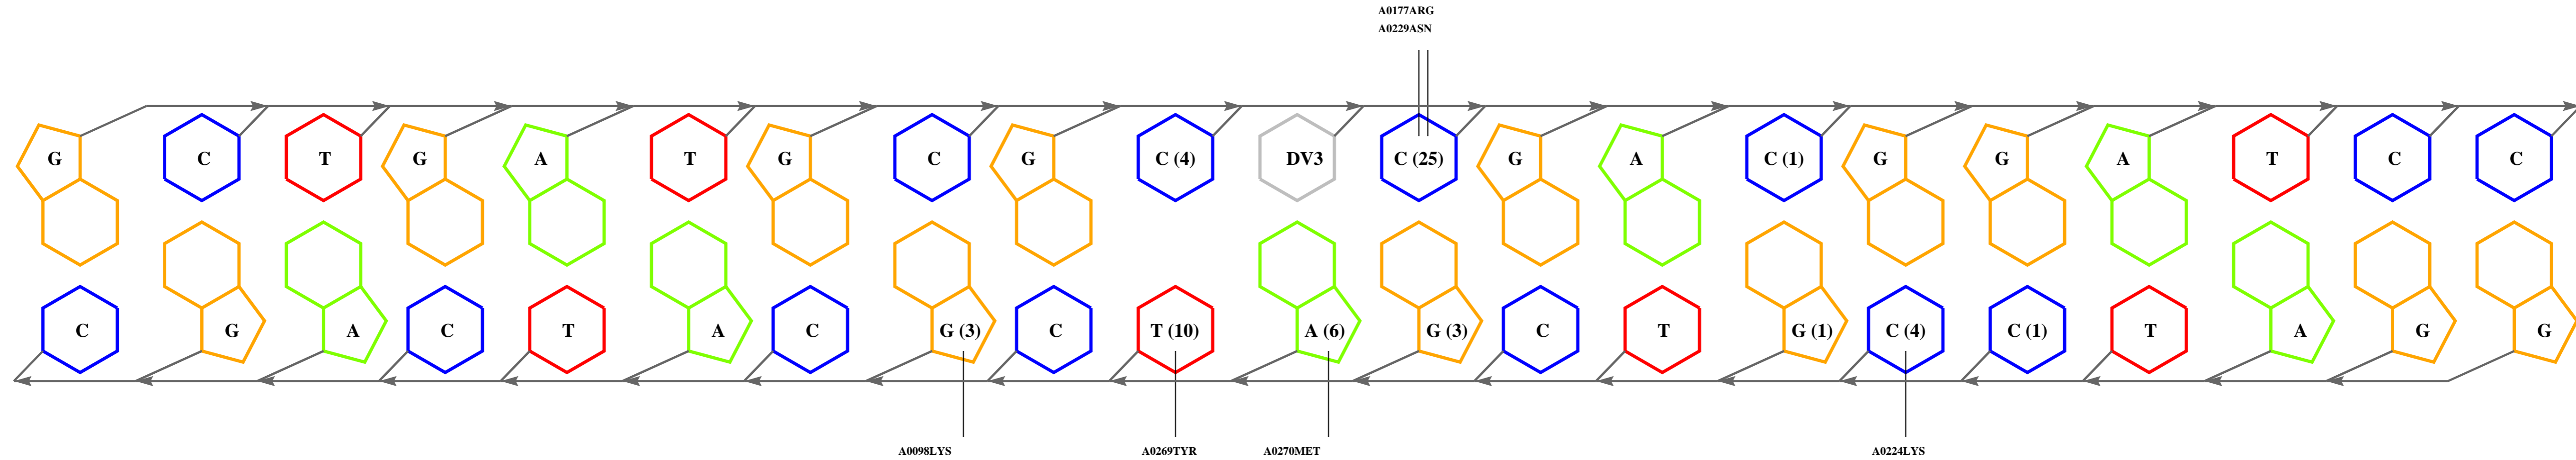 A0177ARG
A0229ASN
G C T G A T G C G C (4) DV3 C (25) G A C (1) G G A T C C
C G A C T A C G (3) C T (10) A (6) G (3) C T G (1) C (4) C (1) T A G G
A0098LYS A0269TYR A0270MET A0224LYS